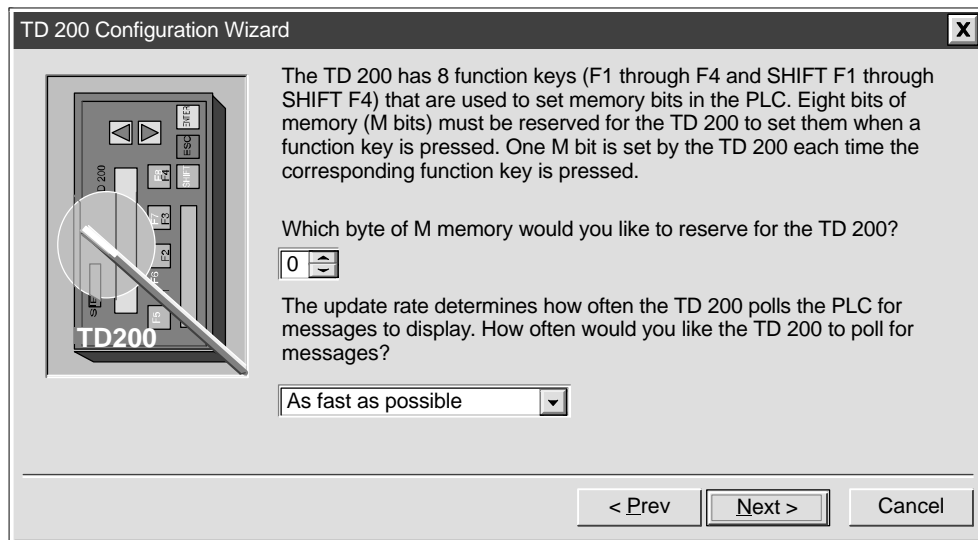 TD 200 Configuration Wizard
X
The TD 200 has 8 function keys (F1 through F4 and SHIFT F1 through
SHIFT F4) that are used to set memory bits in the PLC. Eight bits of
memory (M bits) must be reserved for the TD 200 to set them when a
function key is pressed. One M bit is set by the TD 200 each time the
corresponding function key is pressed.
Which byte of M memory would you like to reserve for the TD 200?
0
The update rate determines how often the TD 200 polls the PLC for
messages to display. How often would you like the TD 200 to poll for
messages?
As fast as possible
ENTER
ESC
SHIFT
F8
F4
F7
F3
F2
F6
F5
TD200
< Prev
Next >
Cancel